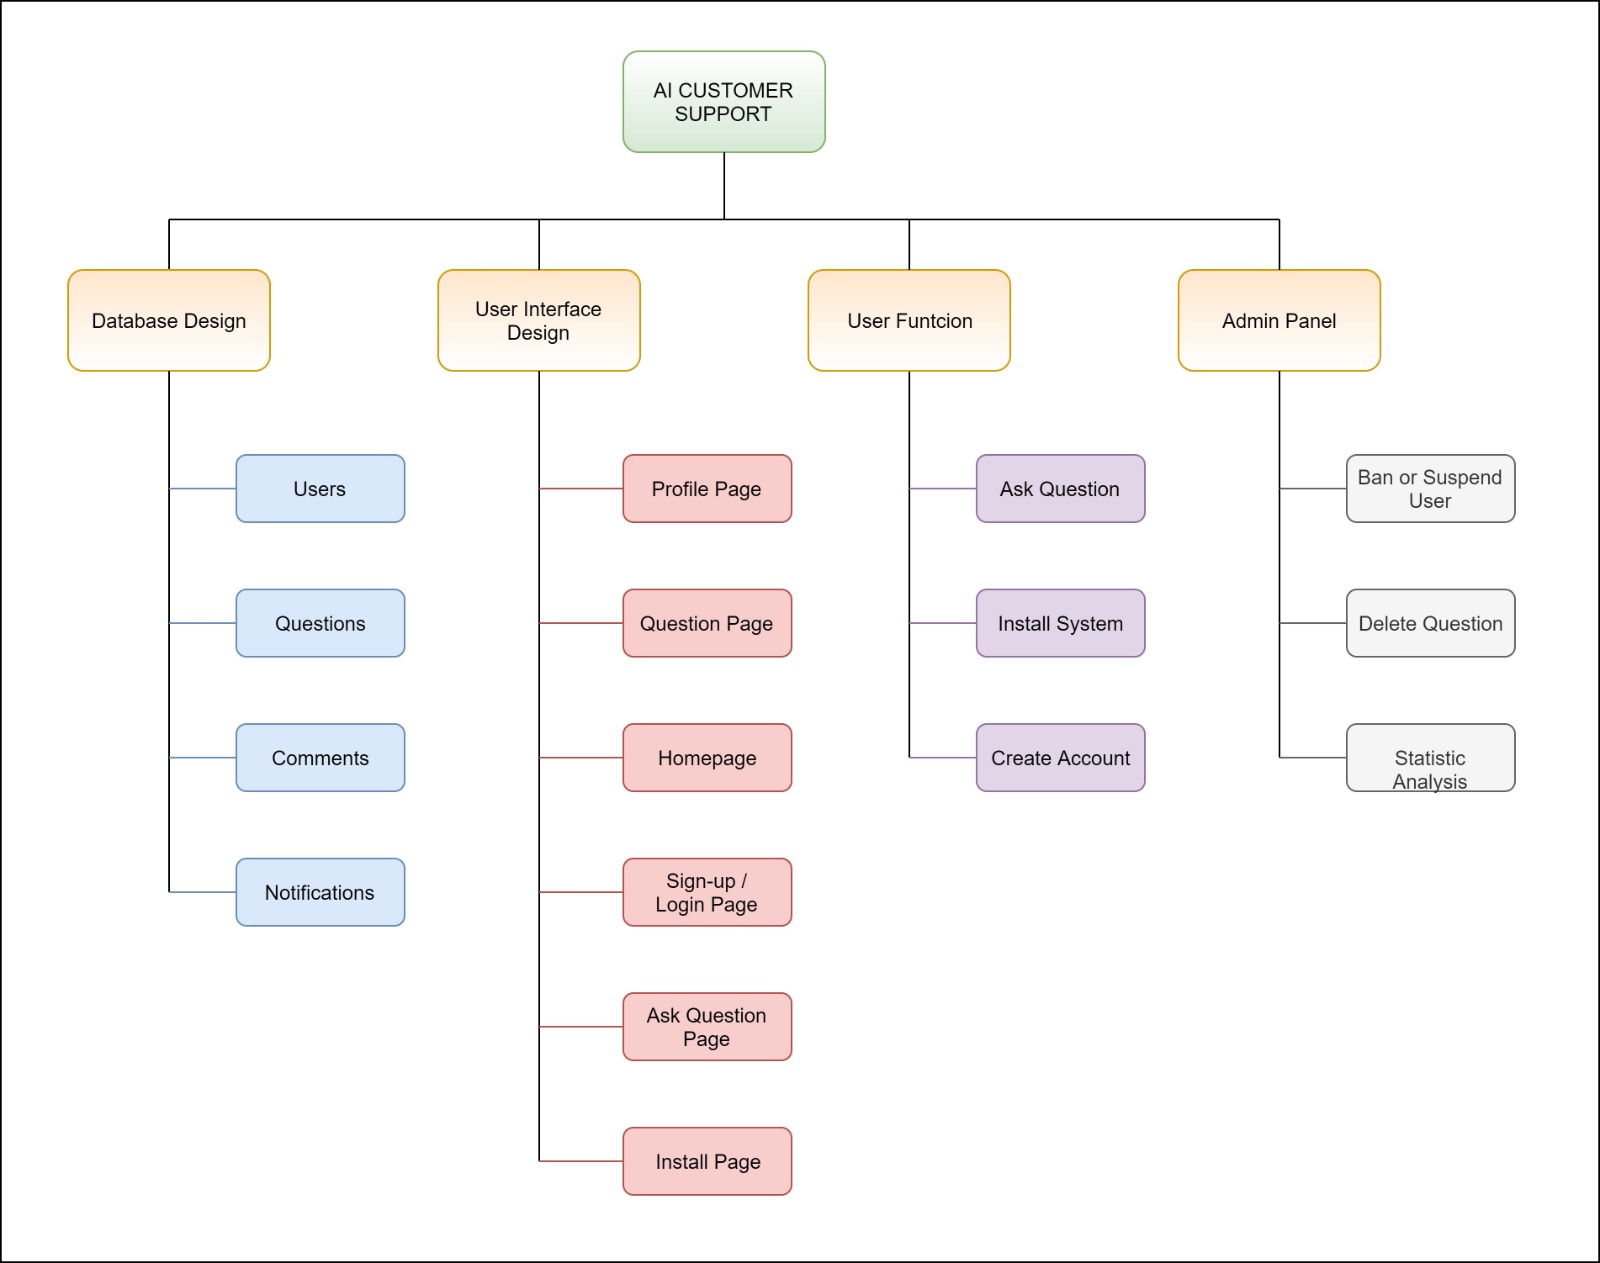 AI CUSTOMER
SUPPORT
Database Design
User Interface
Design
User Funtcion
Admin Panel
Users
Questions
Comments
Notifications
Profile Page
Question Page
Homepage
Sign-up /
Login Page
Ask Question
Page
Install Page
Ask Question
Install System
Create Account
Ban or Suspend
User
Delete Question
Statistic
Analysis